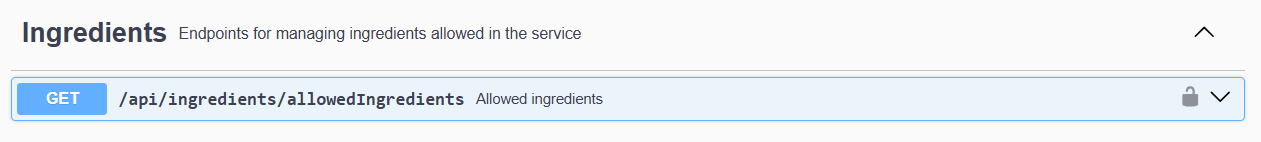 Ingredients Endpoints for managing ingredients allowed in the service
GET /api/ingredients/allowedIngredients Allowed ingredients